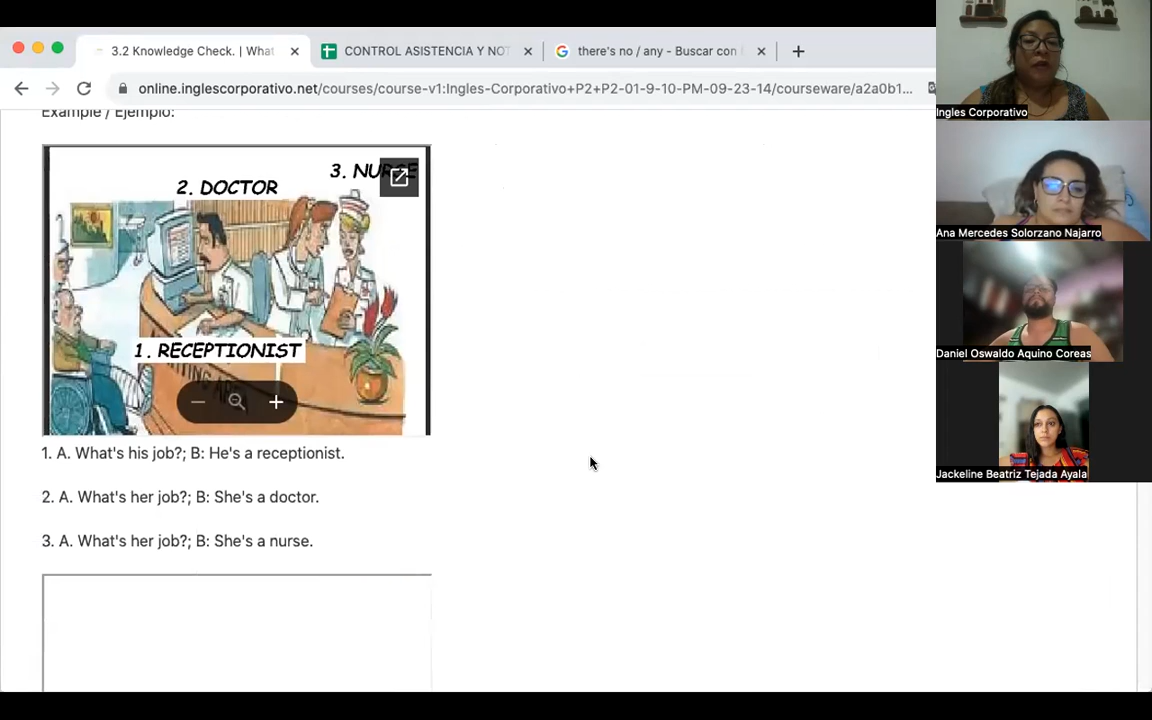 3.2 Knowledge Check. | What
CONTROL ASISTENCIA Y NOT
there's no / any - Buscar con
online.inglescorporativo.net/courses/course-v1:Ingles-Corporativo+P2+P2-01-9-10-PM-09-23-14/courseware/a2a0b1...
Example / Ejemplo:
3. NURSE
2. DOCTOR
1. RECEPTIONIST
1. A. What's his job?; B: He's a receptionist.
2. A. What's her job?; B: She's a doctor.
3. A. What's her job?; B: She's a nurse.
Ingles Corporativo
Ana Mercedes Solorzano Najarro
Daniel Oswaldo Aquino Coreas
Jackeline Beatriz Tejada Ayala